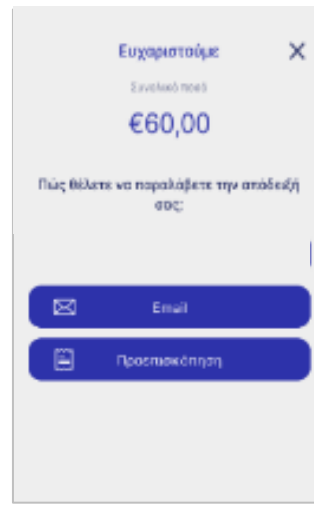 Ευχαριστούμε
Συνολικό ποσό
€60,00
Πώς θέλετε να παραλάβετε την απόδειξή
σας;
Email
Προεπισκόπηση